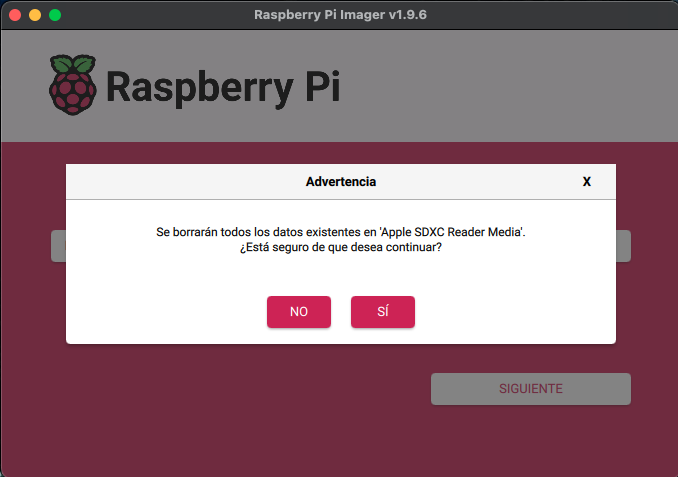 Raspberry Pi Imager v1.9.6
Raspberry Pi
Advertencia
X
Se borrarán todos los datos existentes en 'Apple SDXC Reader Media'.
¿Está seguro de que desea continuar?
NO
SÍ
SIGUIENTE